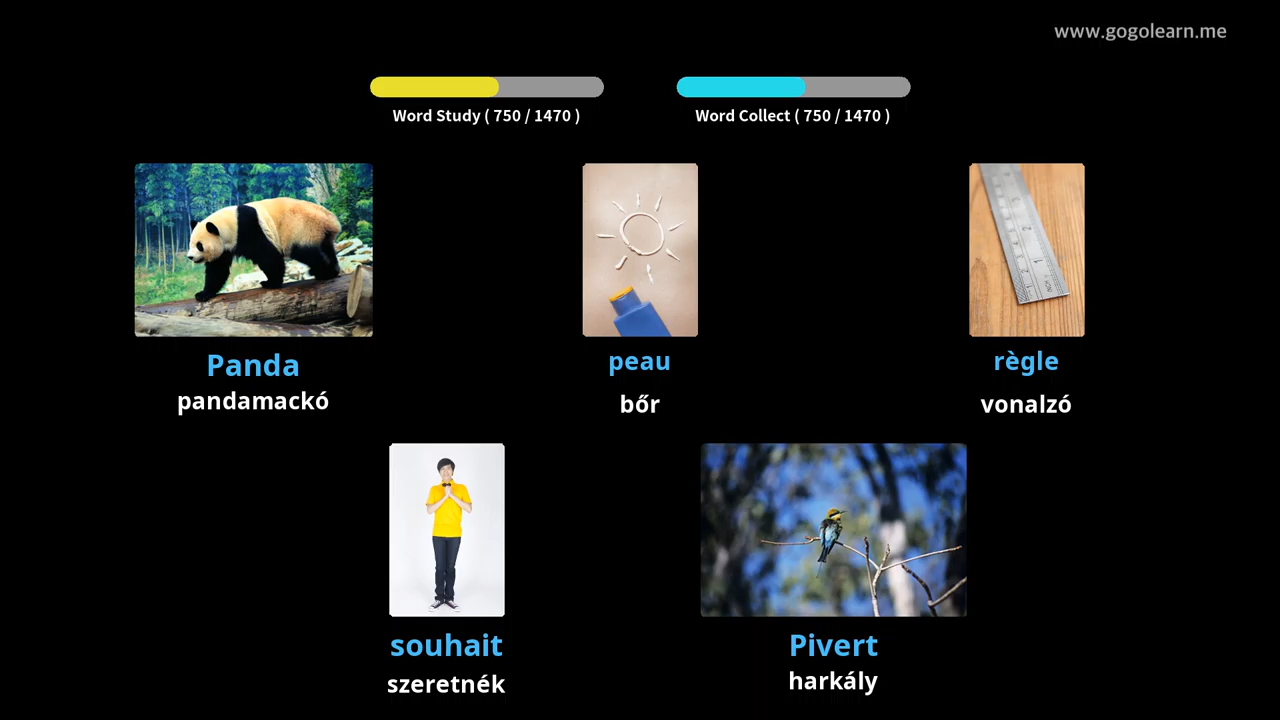 www.gogolearn.me
Word Study ( 750 / 1470 )
Word Collect ( 750 / 1470 )
Panda
pandamackó
peau
bőr
règle
vonalzó
souhait
szeretnék
Pivert
harkály